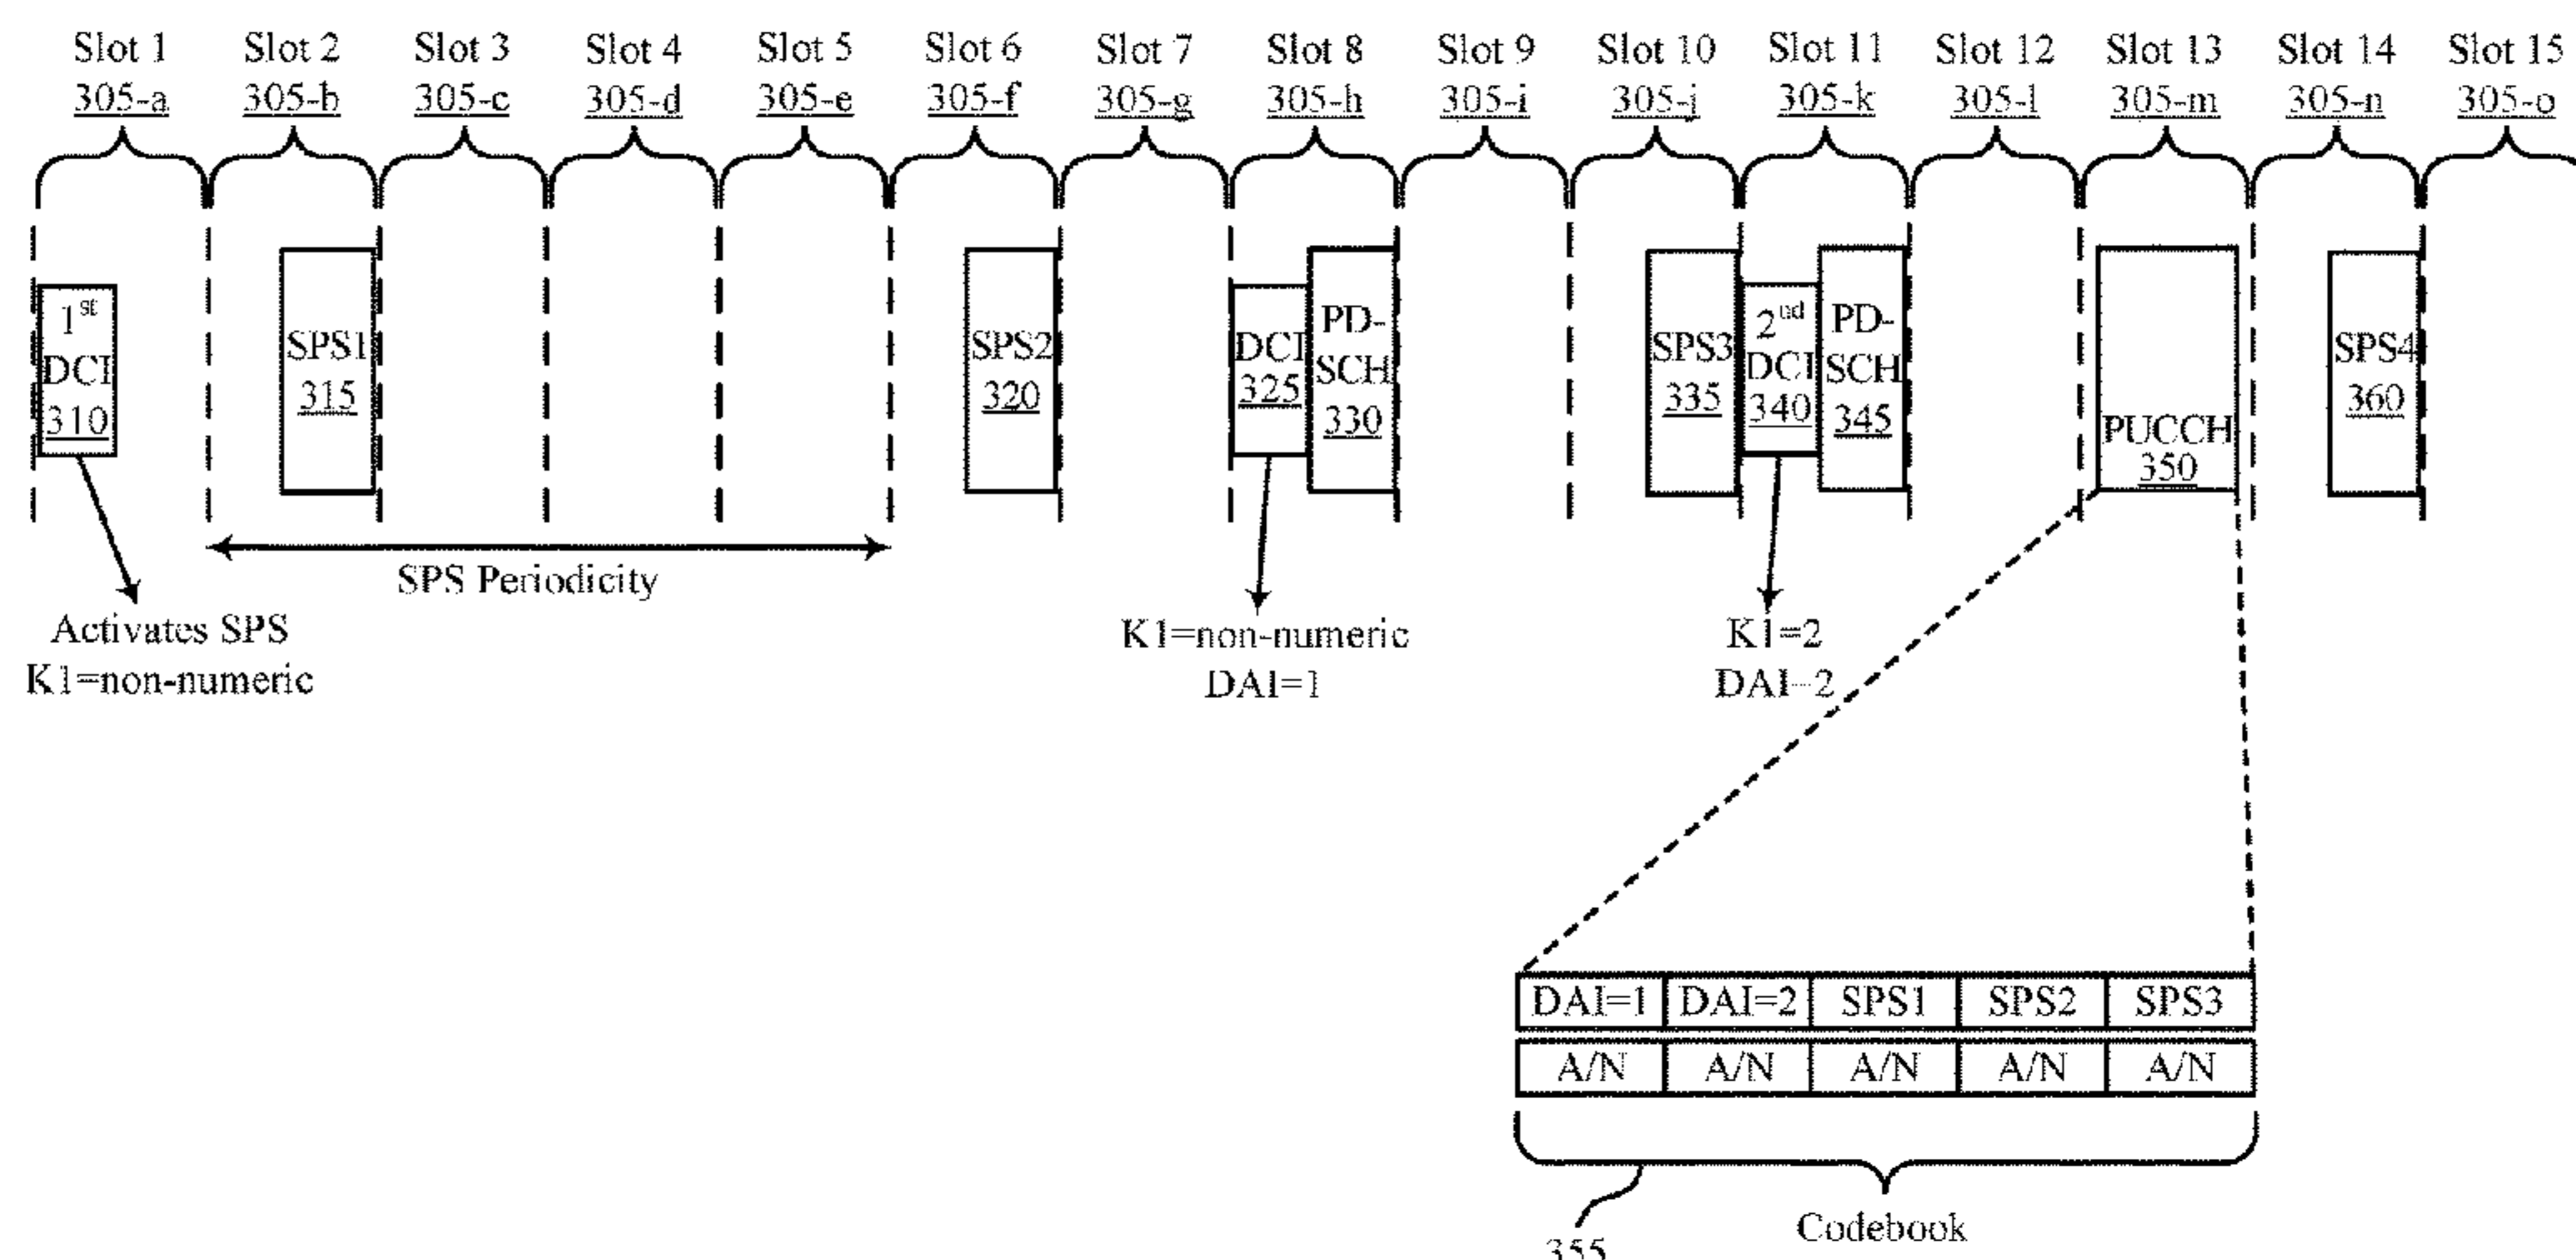 Slot 1 Slot 2 Slot 3 Slot 4 Slot 5 Slot 6 Slot 7 Slot 8 Slot 9 Slot 10 Slot 11 Slot 12 Slot 13 Slot 14 Slot 15
305-a 305-b 305-c 305-d 305-e 305-f 305-g 305-h 305-i 305-j 305-k 305-l 305-m 305-n 305-o
1st
DCI
310
SPS1
315
SPS2
320
DCI
325
PD-
SCH
330
SPS3
335
2nd
DCI
340
PD-
SCH
345
PUCCH
350
SPS4
360
SPS Periodicity
Activates SPS
K1=non-numeric
K1=non-numeric
DAI=1
K1=2
DAI=2
DAI=1 DAI=2 SPS1 SPS2 SPS3
A/N A/N A/N A/N A/N
Codebook
355